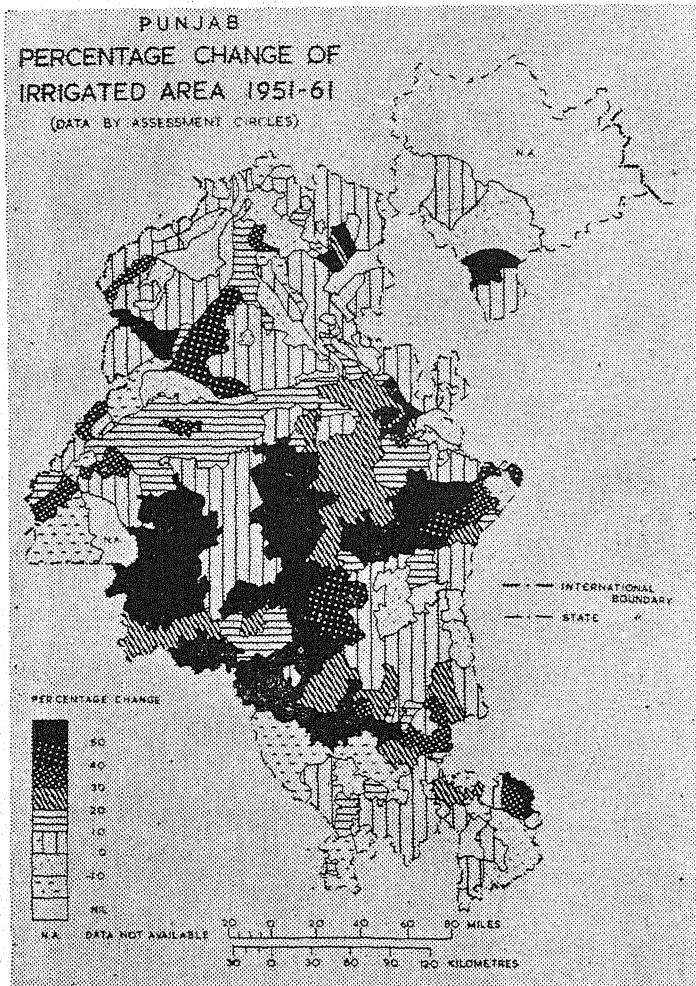 PUNJAB
PERCENTAGE CHANGE OF
IRRIGATED AREA 1951-61
(DATA BY ASSESSMENT CIRCLES)
N.A.
N.A.
INTERNATIONAL
BOUNDARY
STATE "
PERCENTAGE CHANGE
50
40
30
20
10
0
-10
NIL
N.A. DATA NOT AVAILABLE
20 0 20 40 60 80 MILES
30 0 30 60 90 120 KILOMETRES